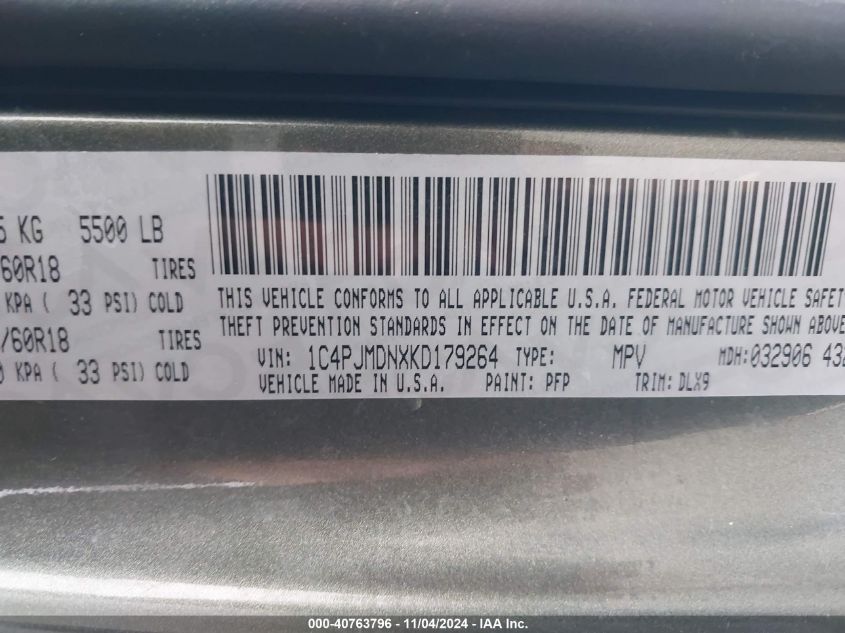 5 KG 5500 LB
/60R18 TIRES
KPA ( 33 PSI) COLD
/60R18 TIRES
0 KPA ( 33 PSI) COLD
THIS VEHICLE CONFORMS TO ALL APPLICABLE U.S.A. FEDERAL MOTOR VEHICLE SAFETY
THEFT PREVENTION STANDARDS IN EFFECT ON THE DATE OF MANUFACTURE SHOWN ABOVE
VIN: 1C4PJMDNXKD179264 TYPE: MPV MDH:032906 432
VEHICLE MADE IN U.S.A. PAINT: PFP TRIM: DLX9
000-40763796 - 11/04/2024 - IAA Inc.